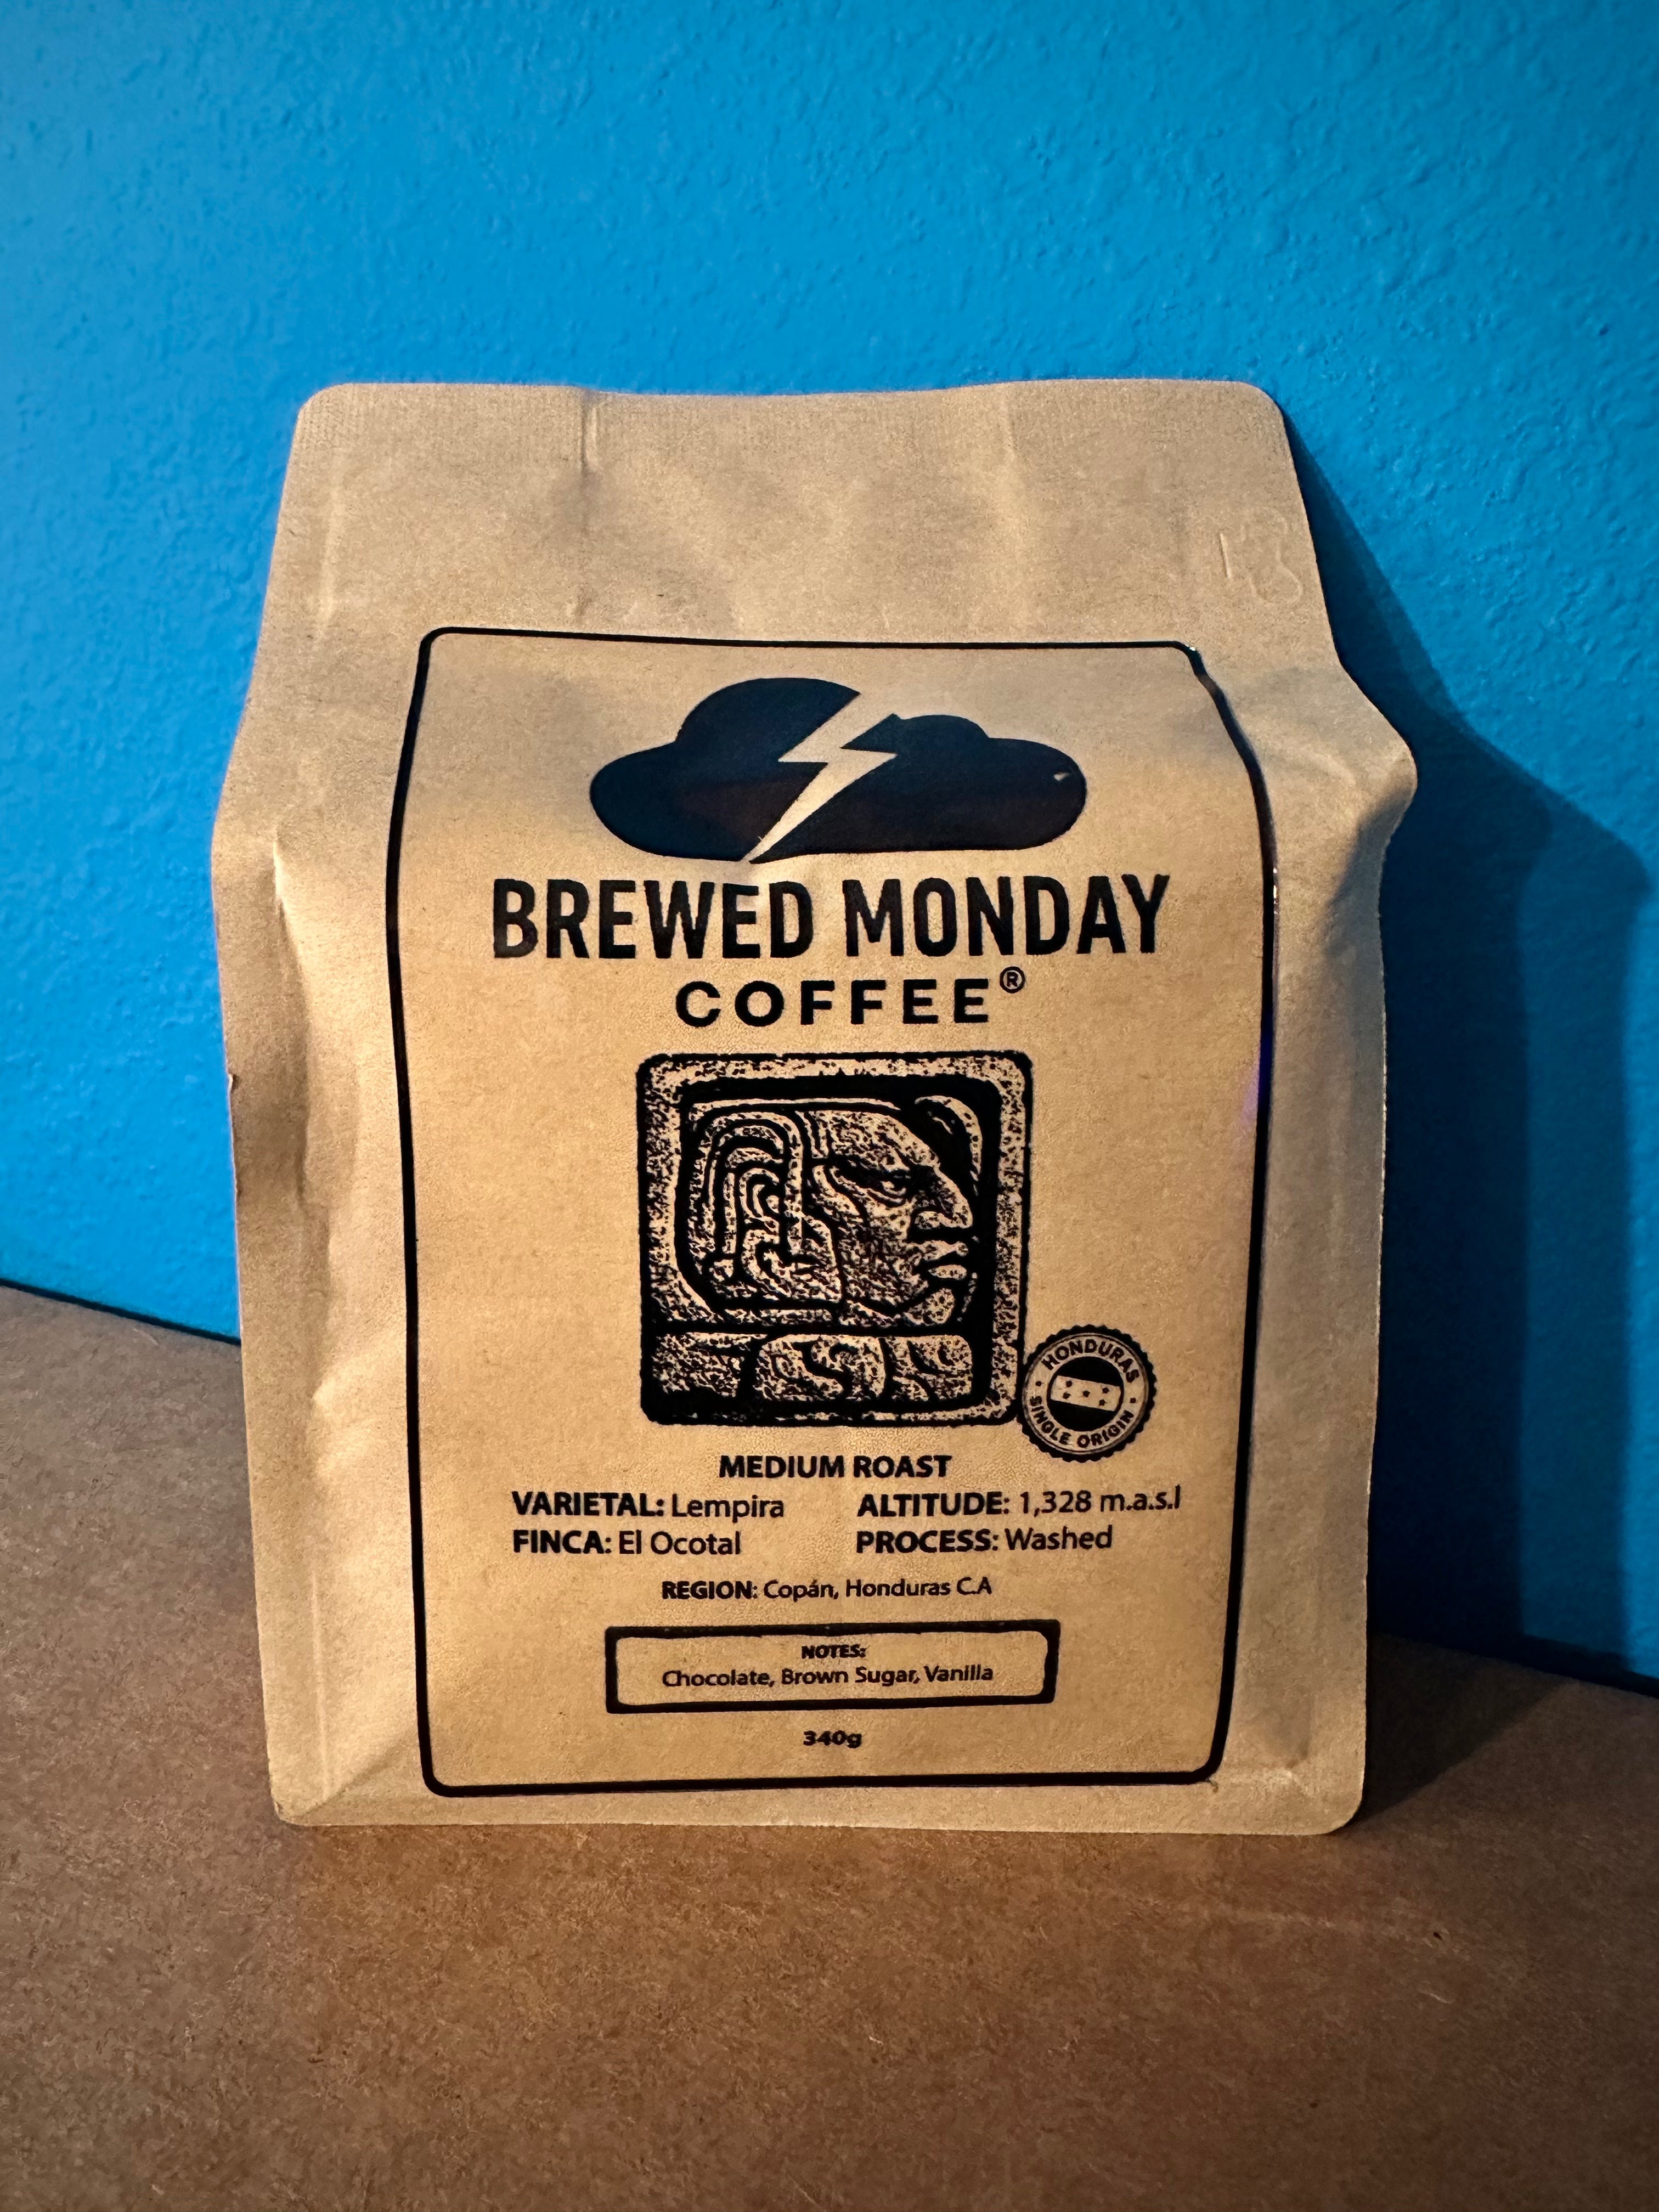 BREWED MONDAY
COFFEE®
HONDURAS
SINGLE ORIGIN
MEDIUM ROAST
VARIETAL: Lempira ALTITUDE: 1,328 m.a.s.l
FINCA: El Ocotal PROCESS: Washed
REGION: Copán, Honduras C.A
NOTES:
Chocolate, Brown Sugar, Vanilla
340g